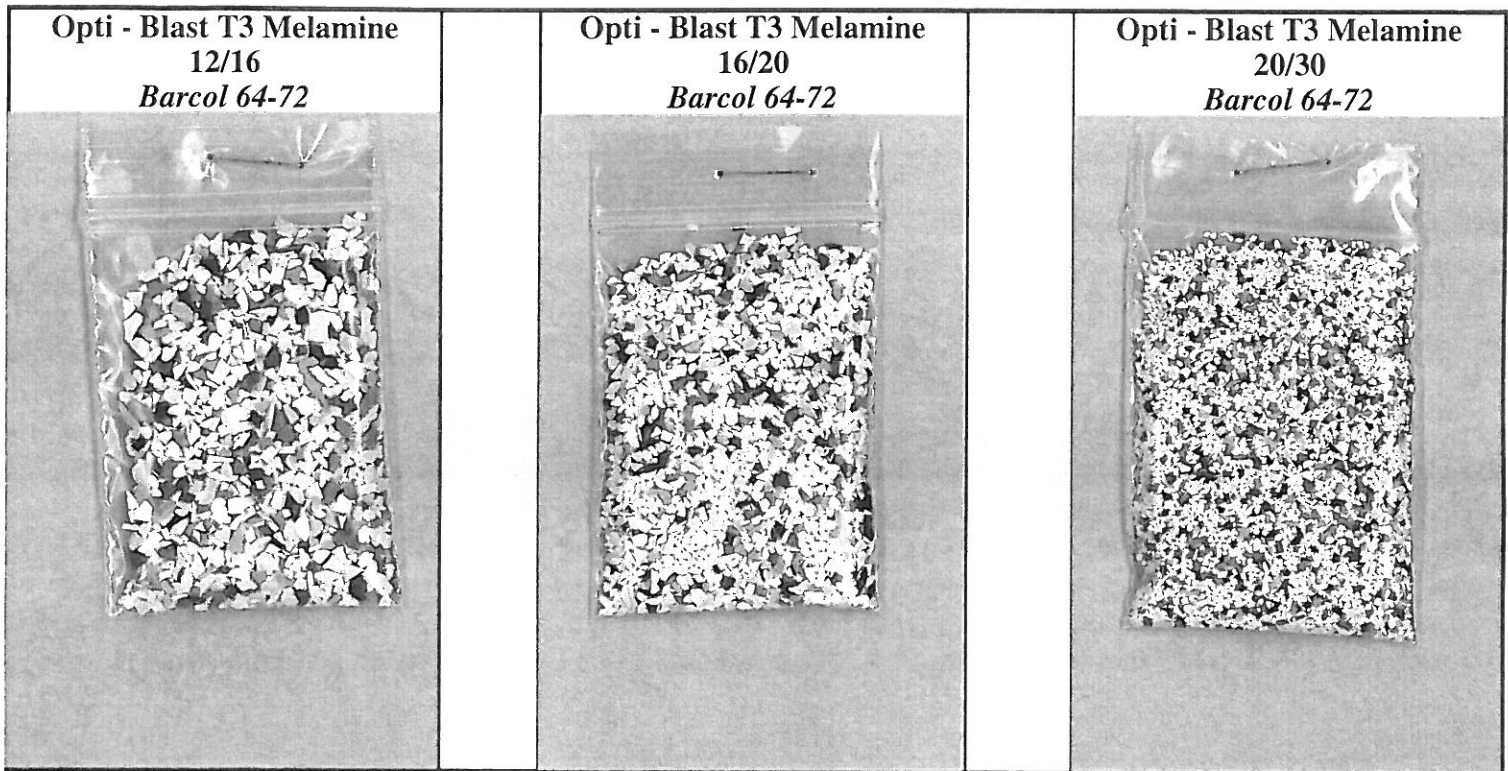 Opti - Blast T3 Melamine
12/16
Barcol 64-72
Opti - Blast T3 Melamine
16/20
Barcol 64-72
Opti - Blast T3 Melamine
20/30
Barcol 64-72